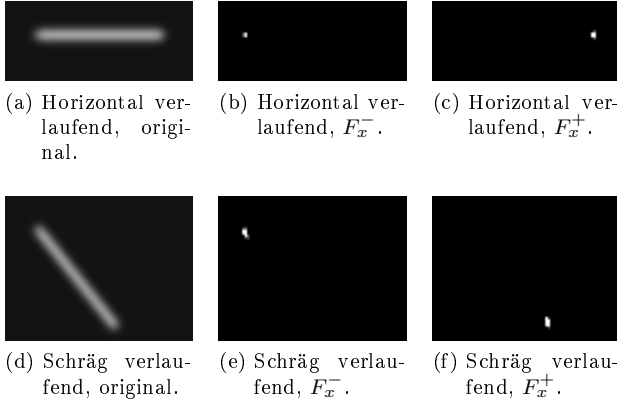 (a) Horizontal ver-
laufend, origi-
nal.
(b) Horizontal ver-
laufend, $F_x^-$.
(c) Horizontal ver-
laufend, $F_x^+$.
(d) Schräg verlau-
fend, original.
(e) Schräg verlau-
fend, $F_x^-$.
(f) Schräg verlau-
fend, $F_x^+$.